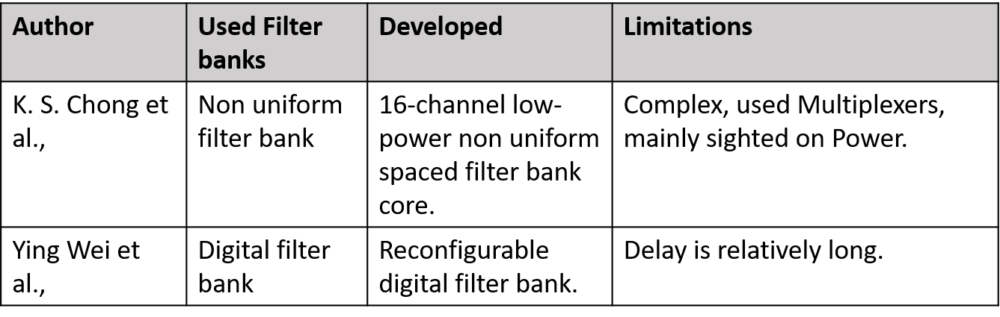 Author
Used Filter
banks
Developed
Limitations
K. S. Chong et
al.,
Non uniform
filter bank
16-channel low-
power non uniform
spaced filter bank
core.
Complex, used Multiplexers,
mainly sighted on Power.
Ying Wei et
al.,
Digital filter
bank
Reconfigurable
digital filter bank.
Delay is relatively long.